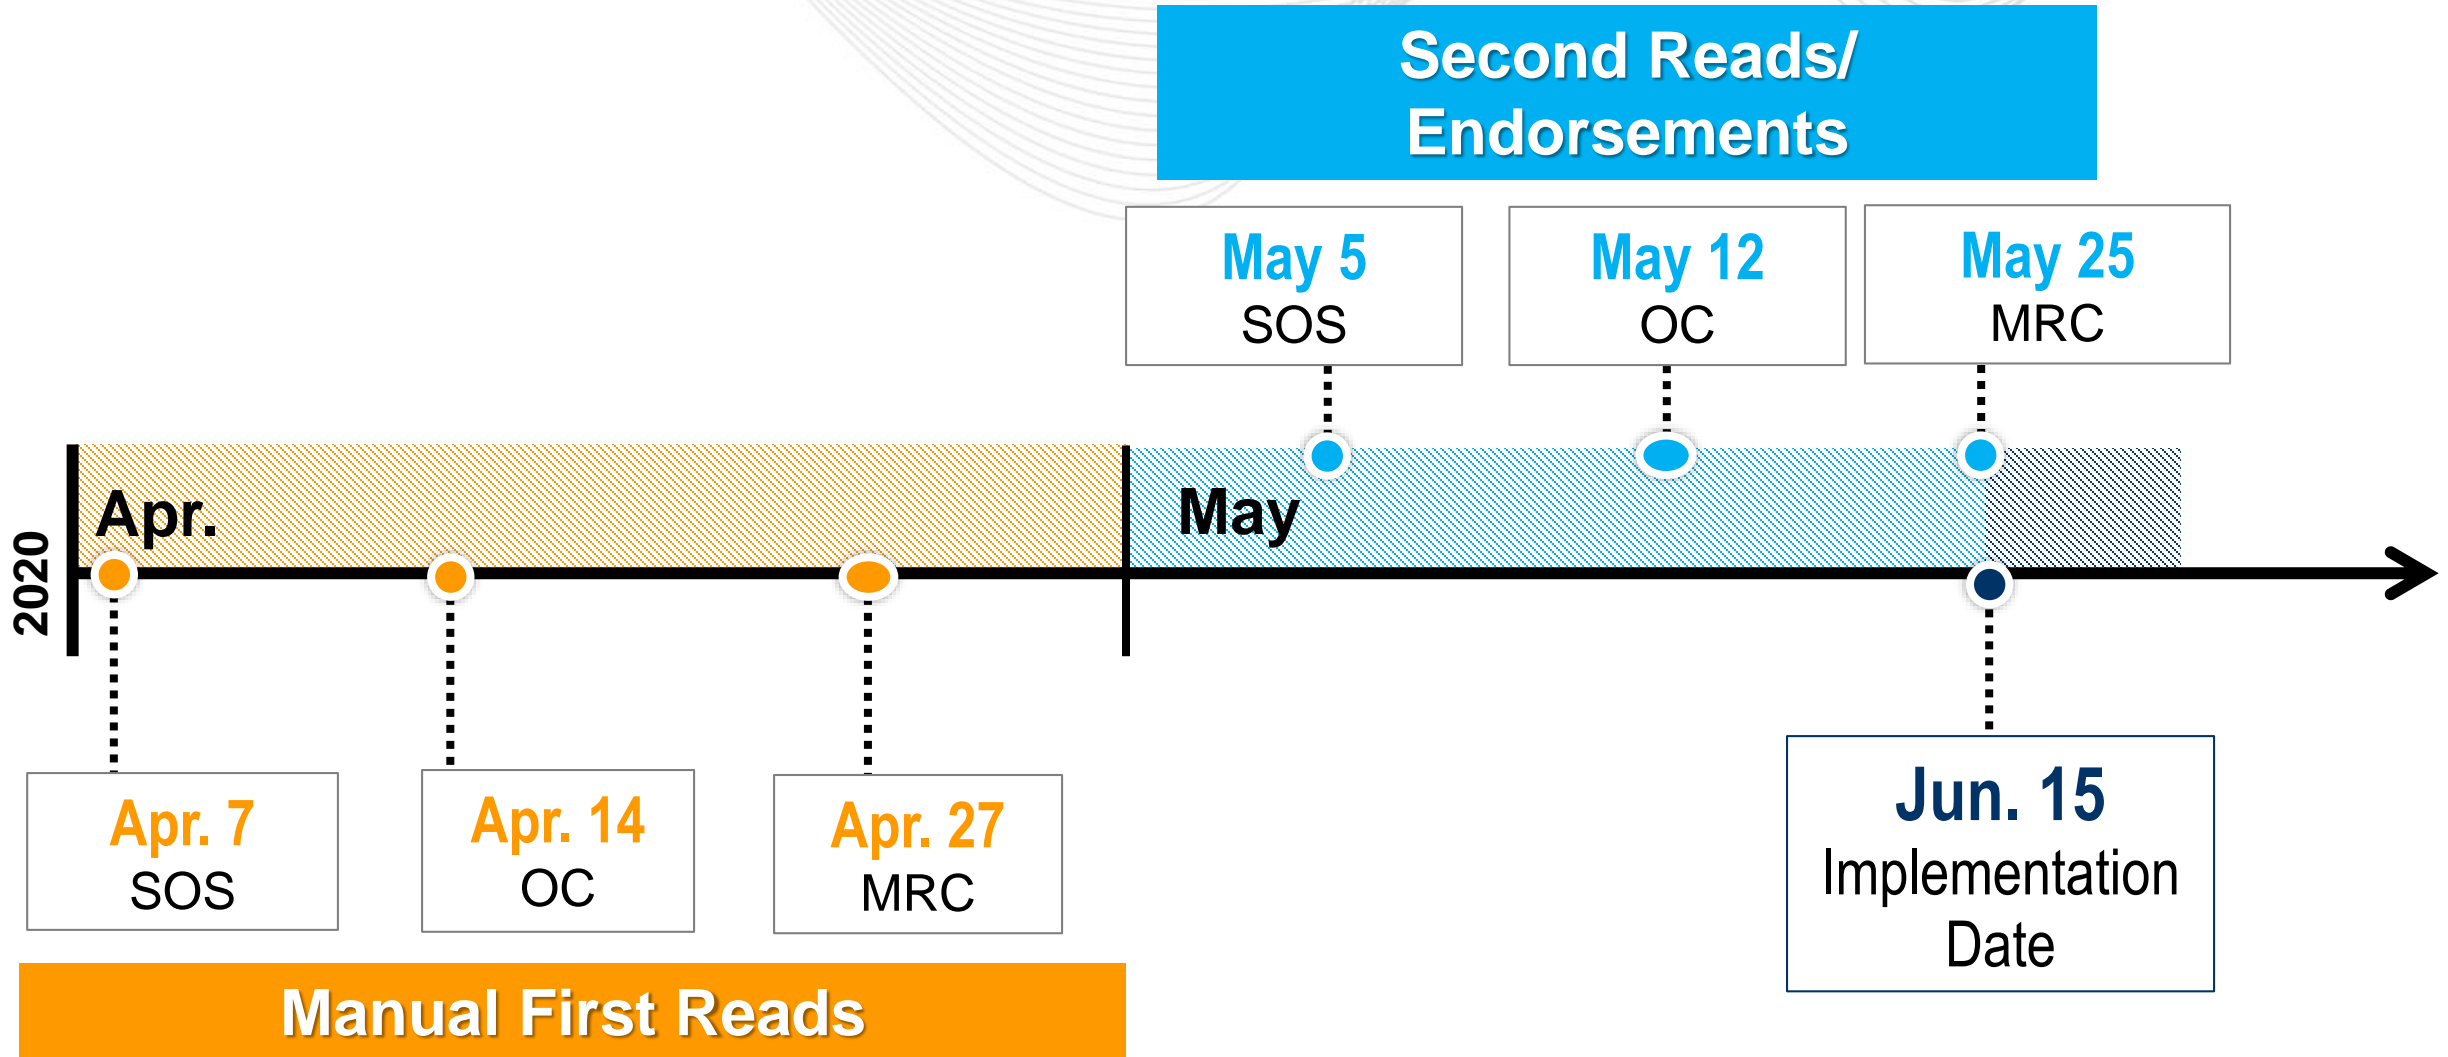 Second Reads/
Endorsements
May 5
SOS
May 12
OC
May 25
MRC
2020
Apr.
May
Apr. 7
SOS
Apr. 14
OC
Apr. 27
MRC
Jun. 15
Implementation
Date
Manual First Reads